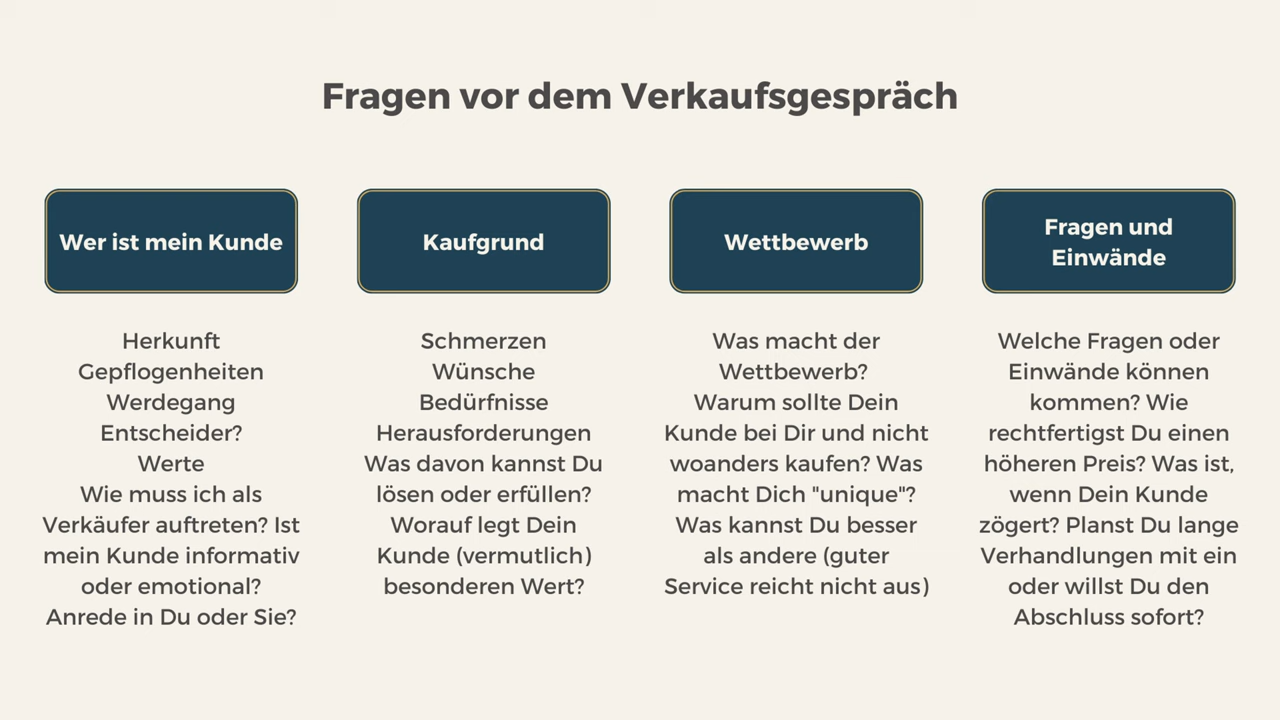 Fragen vor dem Verkaufsgespräch
Wer ist mein Kunde
Herkunft
Gepflogenheiten
Werdegang
Entscheider?
Werte
Wie muss ich als
Verkäufer auftreten? Ist
mein Kunde informativ
oder emotional?
Anrede in Du oder Sie?
Kaufgrund
Schmerzen
Wünsche
Bedürfnisse
Herausforderungen
Was davon kannst Du
lösen oder erfüllen?
Worauf legt Dein
Kunde (vermutlich)
besonderen Wert?
Wettbewerb
Was macht der
Wettbewerb?
Warum sollte Dein
Kunde bei Dir und nicht
woanders kaufen? Was
macht Dich "unique"?
Was kannst Du besser
als andere (guter
Service reicht nicht aus)
Fragen und
Einwände
Welche Fragen oder
Einwände können
kommen? Wie
rechtfertigst Du einen
höheren Preis? Was ist,
wenn Dein Kunde
zögert? Planst Du lange
Verhandlungen mit ein
oder willst Du den
Abschluss sofort?